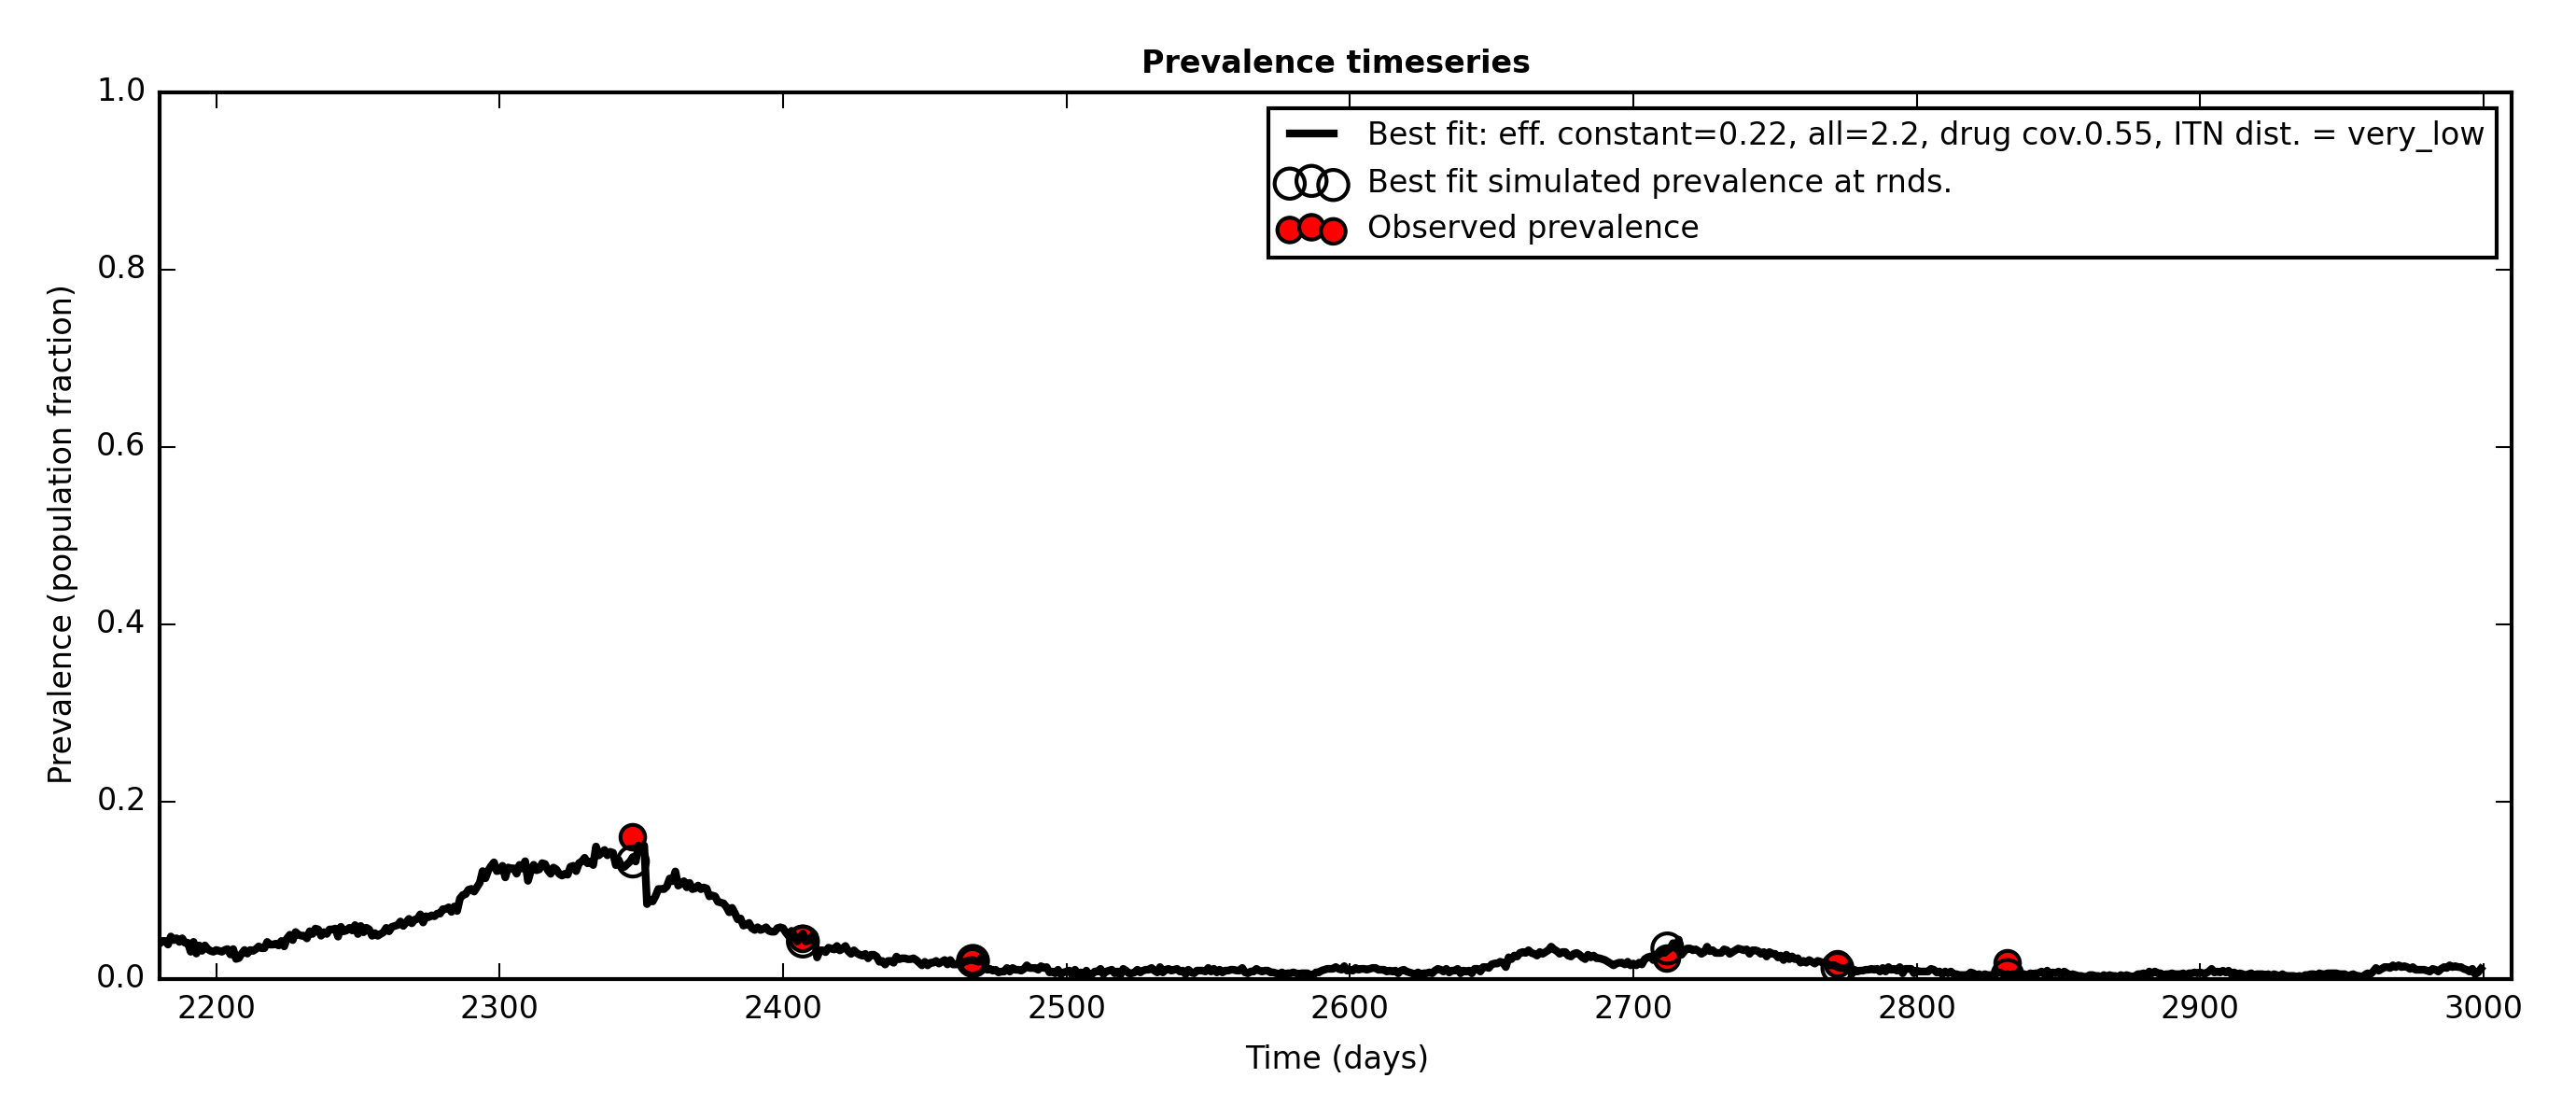 Prevalence timeseries
Best fit: eff. constant=0.22, all=2.2, drug cov.0.55, ITN dist. = very_low
Best fit simulated prevalence at rnds.
Observed prevalence
Prevalence (population fraction)
1.0
0.8
0.6
0.4
0.2
0.0
2200 2300 2400 2500 2600 2700 2800 2900 3000
Time (days)